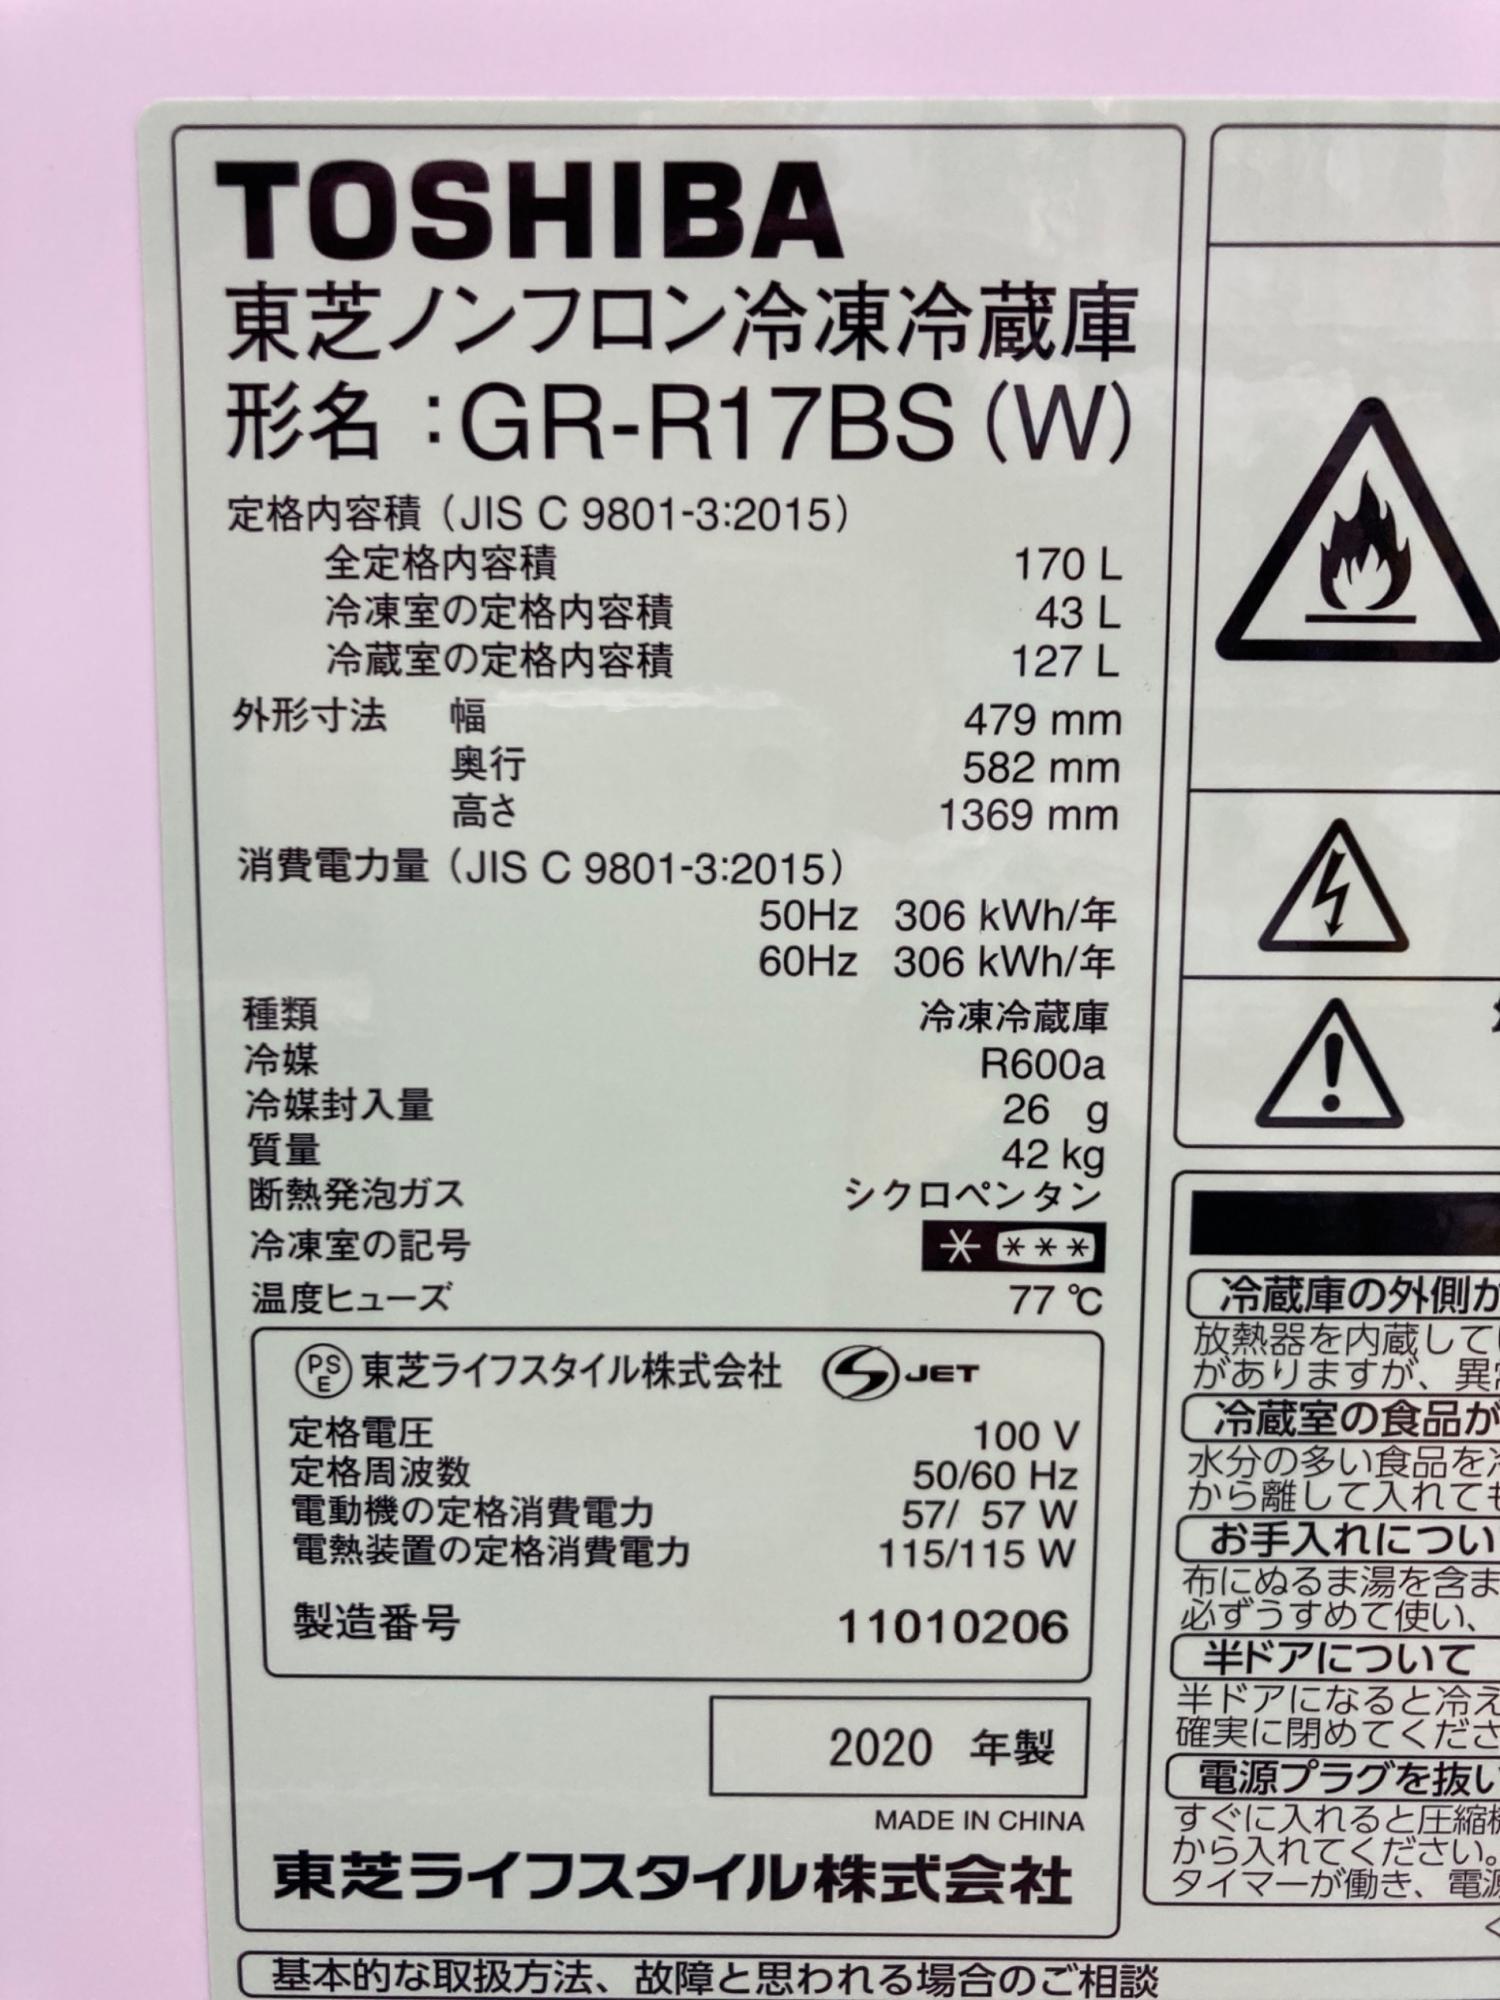 TOSHIBA
東芝ノンフロン冷凍冷蔵庫
形名：GR-R17BS（W）
定格内容積（JIS C 9801-3:2015）
全定格内容積 170 L
冷凍室の定格内容積 43 L
冷蔵室の定格内容積 127 L
外形寸法 幅 479 mm
奥行 582 mm
高さ 1369 mm
消費電力量（JIS C 9801-3:2015）
50Hz 306 kWh/年
60Hz 306 kWh/年
種類 冷凍冷蔵庫
冷媒 R600a
冷媒封入量 26 g
質量 42 kg
断熱発泡ガス シクロペンタン
冷凍室の記号
温度ヒューズ 77 ℃
PSE 東芝ライフスタイル株式会社 JET
定格電圧 100 V
定格周波数 50/60 Hz
電動機の定格消費電力 57/ 57 W
電熱装置の定格消費電力 115/115 W
製造番号 11010206
2020 年製
MADE IN CHINA
東芝ライフスタイル株式会社
冷蔵庫の外側が
放熱器を内蔵して
がありますが、異
冷蔵室の食品が
水分の多い食品を
から離して入れても
お手入れについ
布にぬるま湯を含ま
必ずうすめて使い、
半ドアについて
半ドアになると冷え
確実に閉めてくださ
電源プラグを抜い
すぐに入れると圧縮
から入れてください。
タイマーが働き、電源
基本的な取扱方法、故障と思われる場合のご相談